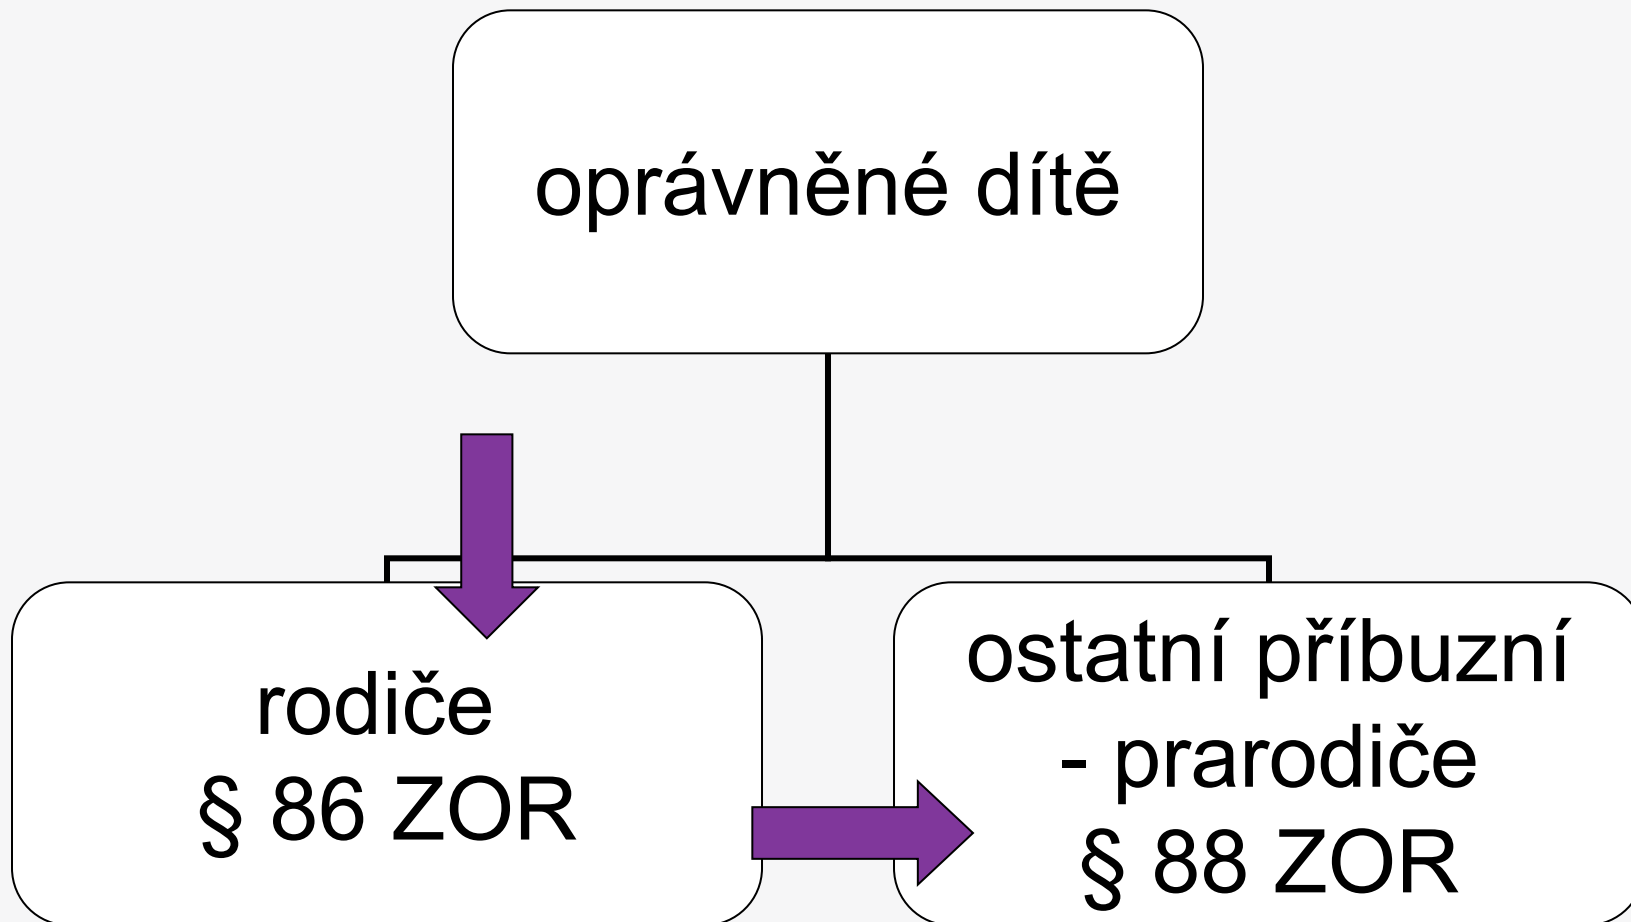 oprávněné dítě
rodiče
§ 86 ZOR
ostatní příbuzní
- prarodiče
§ 88 ZOR